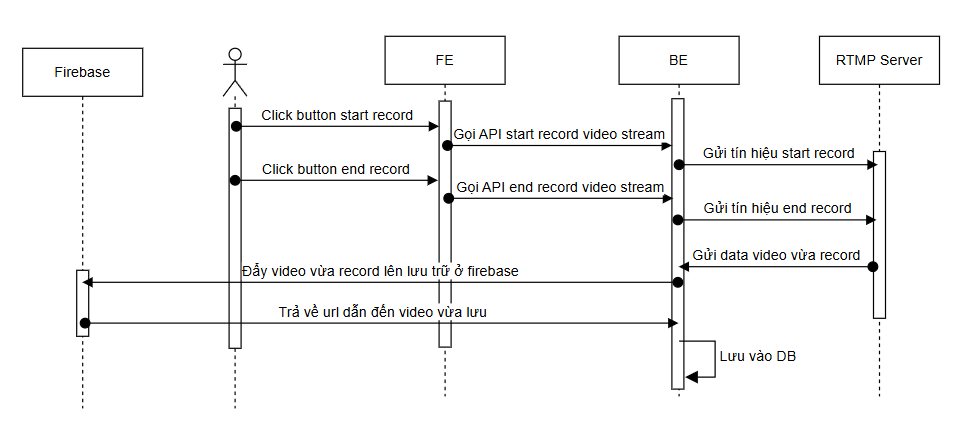 Firebase
FE
BE
RTMP Server
Click button start record
Gọi API start record video stream
Gửi tín hiệu start record
Click button end record
Gọi API end record video stream
Gửi tín hiệu end record
Gửi data video vừa record
Đẩy video vừa record lên lưu trữ ở firebase
Trả về url dẫn đến video vừa lưu
Lưu vào DB